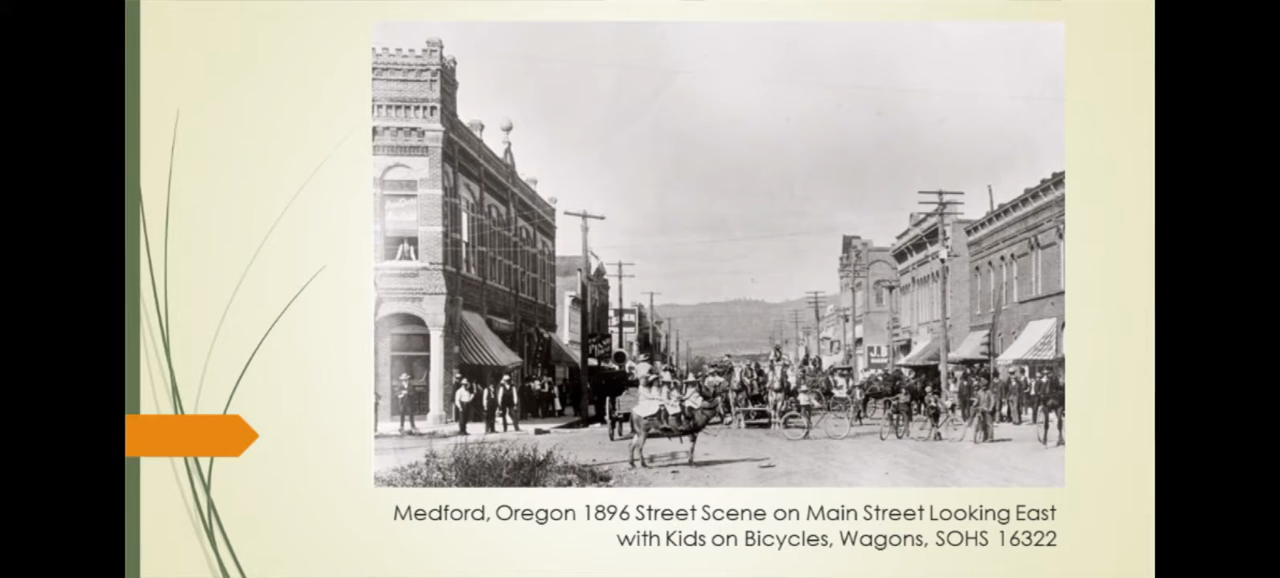 Medford, Oregon 1896 Street Scene on Main Street Looking East
with Kids on Bicycles, Wagons, SOHS 16322